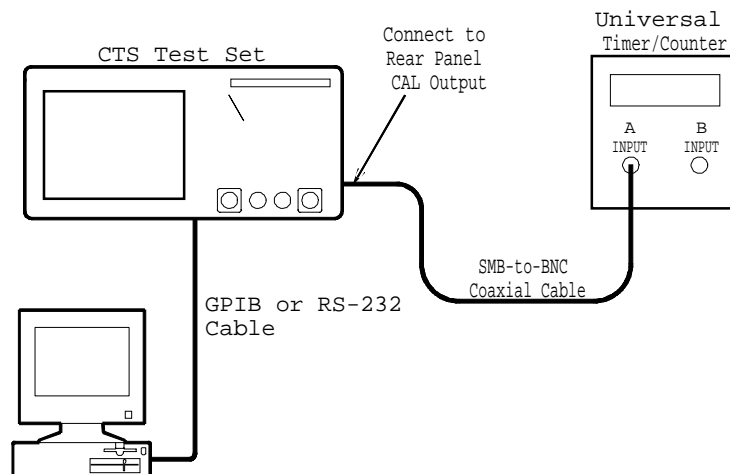 Connect to
Rear Panel
CAL Output
Universal
Timer/Counter
CTS Test Set
A
INPUT
B
INPUT
SMB-to-BNC
Coaxial Cable
GPIB or RS-232
Cable